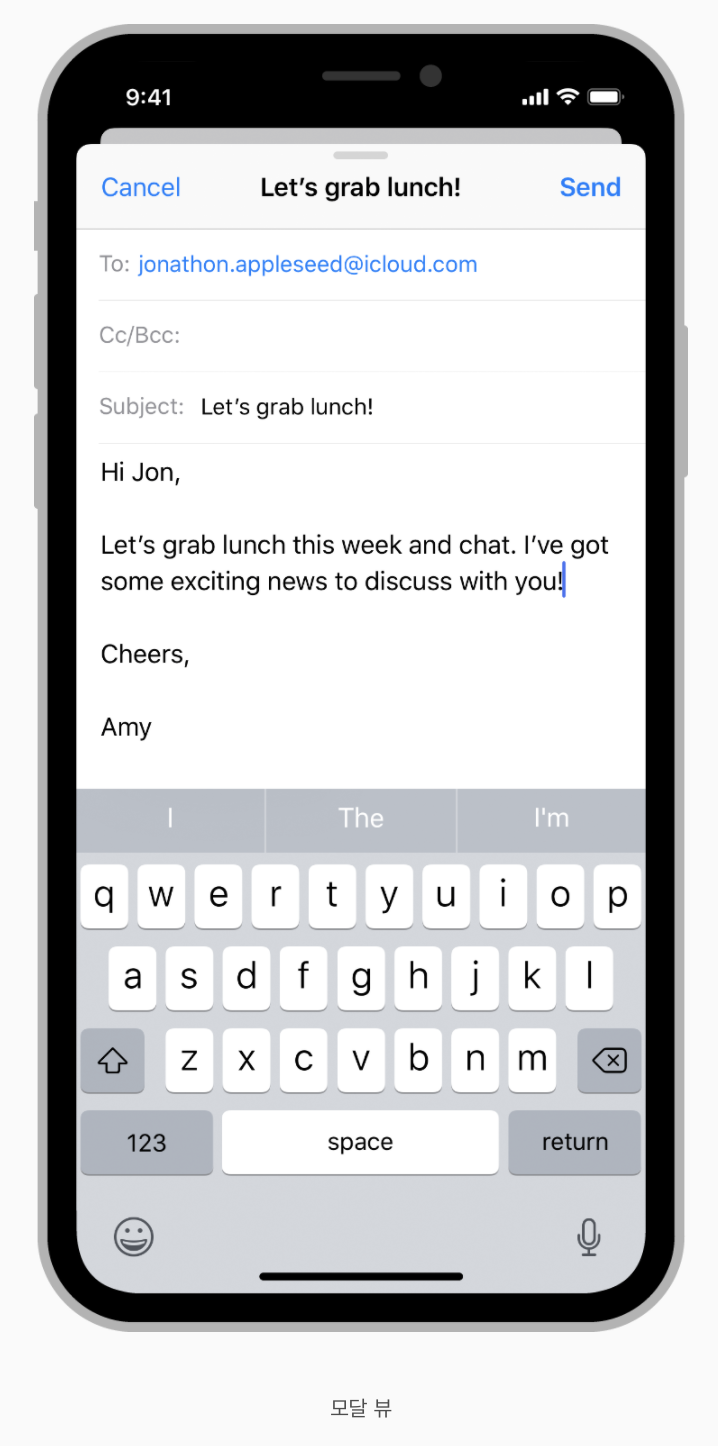 9:41
Cancel Let’s grab lunch! Send
To: jonathon.appleseed@icloud.com
Cc/Bcc:
Subject: Let’s grab lunch!
Hi Jon,
Let’s grab lunch this week and chat. I’ve got
some exciting news to discuss with you!
Cheers,
Amy
I The I'm
q w e r t y u i o p
a s d f g h j k l
z x c v b n m
123 space return
모달 뷰